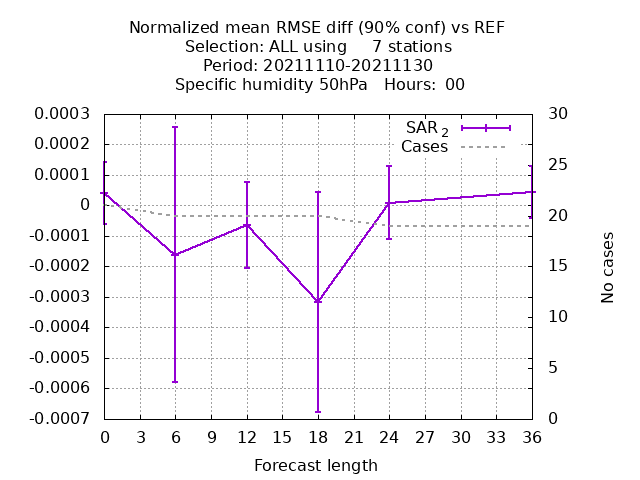 Normalized mean RMSE diff (90% conf) vs REF
Selection: ALL using 7 stations
Period: 20211110-20211130
Specific humidity 50hPa Hours: 00
0.0003 30
SAR 2
0.0002
Cases
0.0001 25
0 20
-0.0001
-0.0002 15
-0.0003
-0.0004 10
-0.0005 5
-0.0006
-0.0007 0
No cases
0 3 6 9 12 15 18 21 24 27 30 33 36
Forecast length